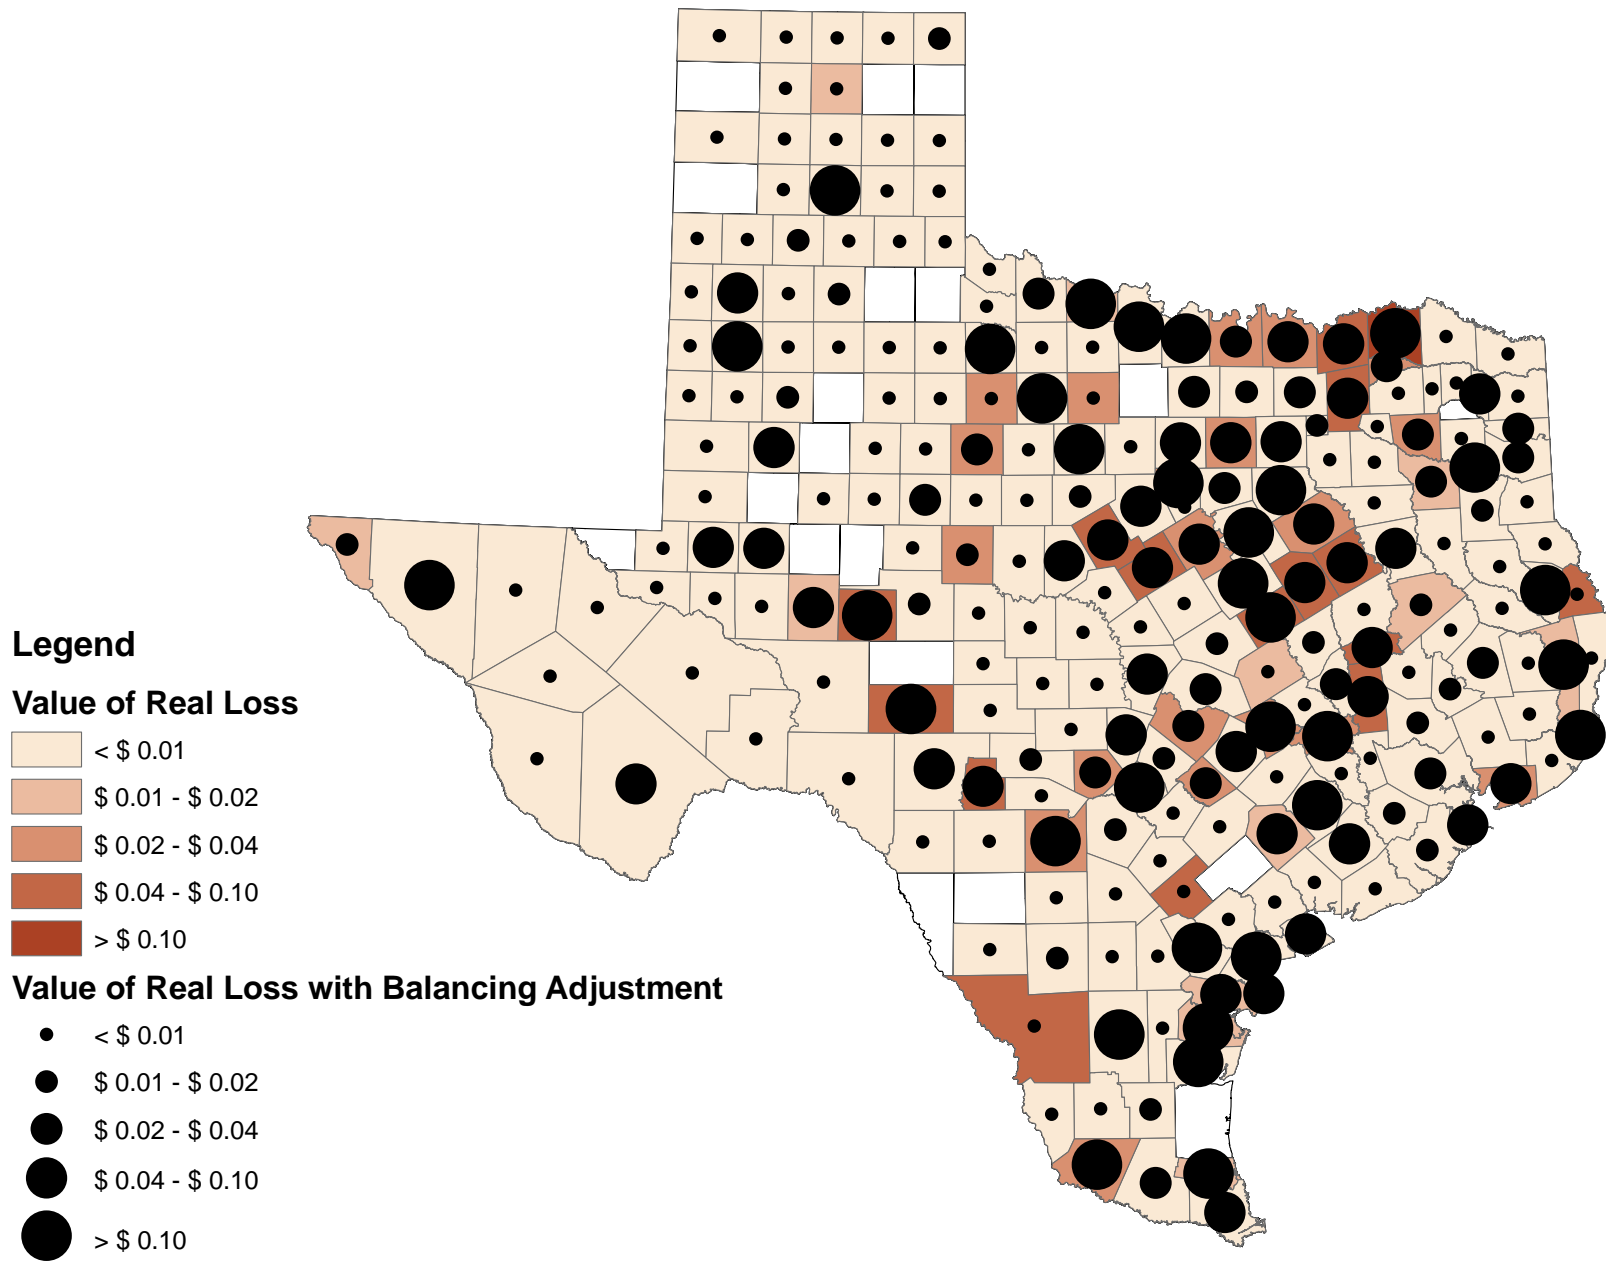 Legend
Value of Real Loss
< $ 0.01
$ 0.01 - $ 0.02
$ 0.02 - $ 0.04
$ 0.04 - $ 0.10
> $ 0.10
Value of Real Loss with Balancing Adjustment
< $ 0.01
$ 0.01 - $ 0.02
$ 0.02 - $ 0.04
$ 0.04 - $ 0.10
> $ 0.10